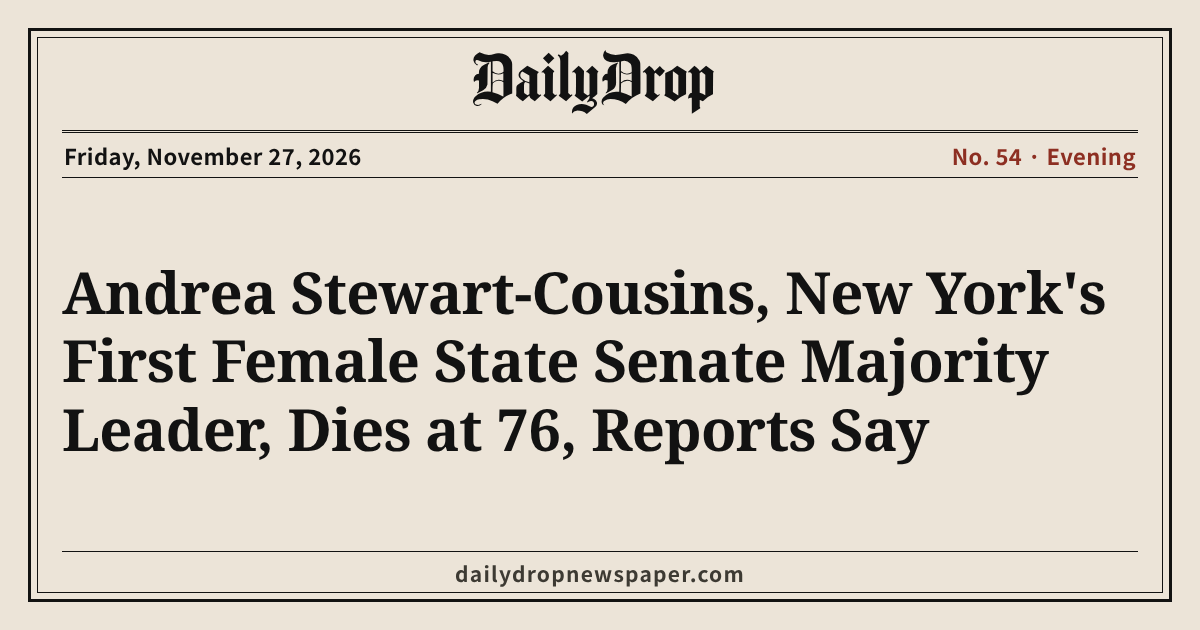 DailyDrop
Friday, November 27, 2026
No. 54 · Evening
Andrea Stewart-Cousins, New York's
First Female State Senate Majority
Leader, Dies at 76, Reports Say
dailydropnewspaper.com